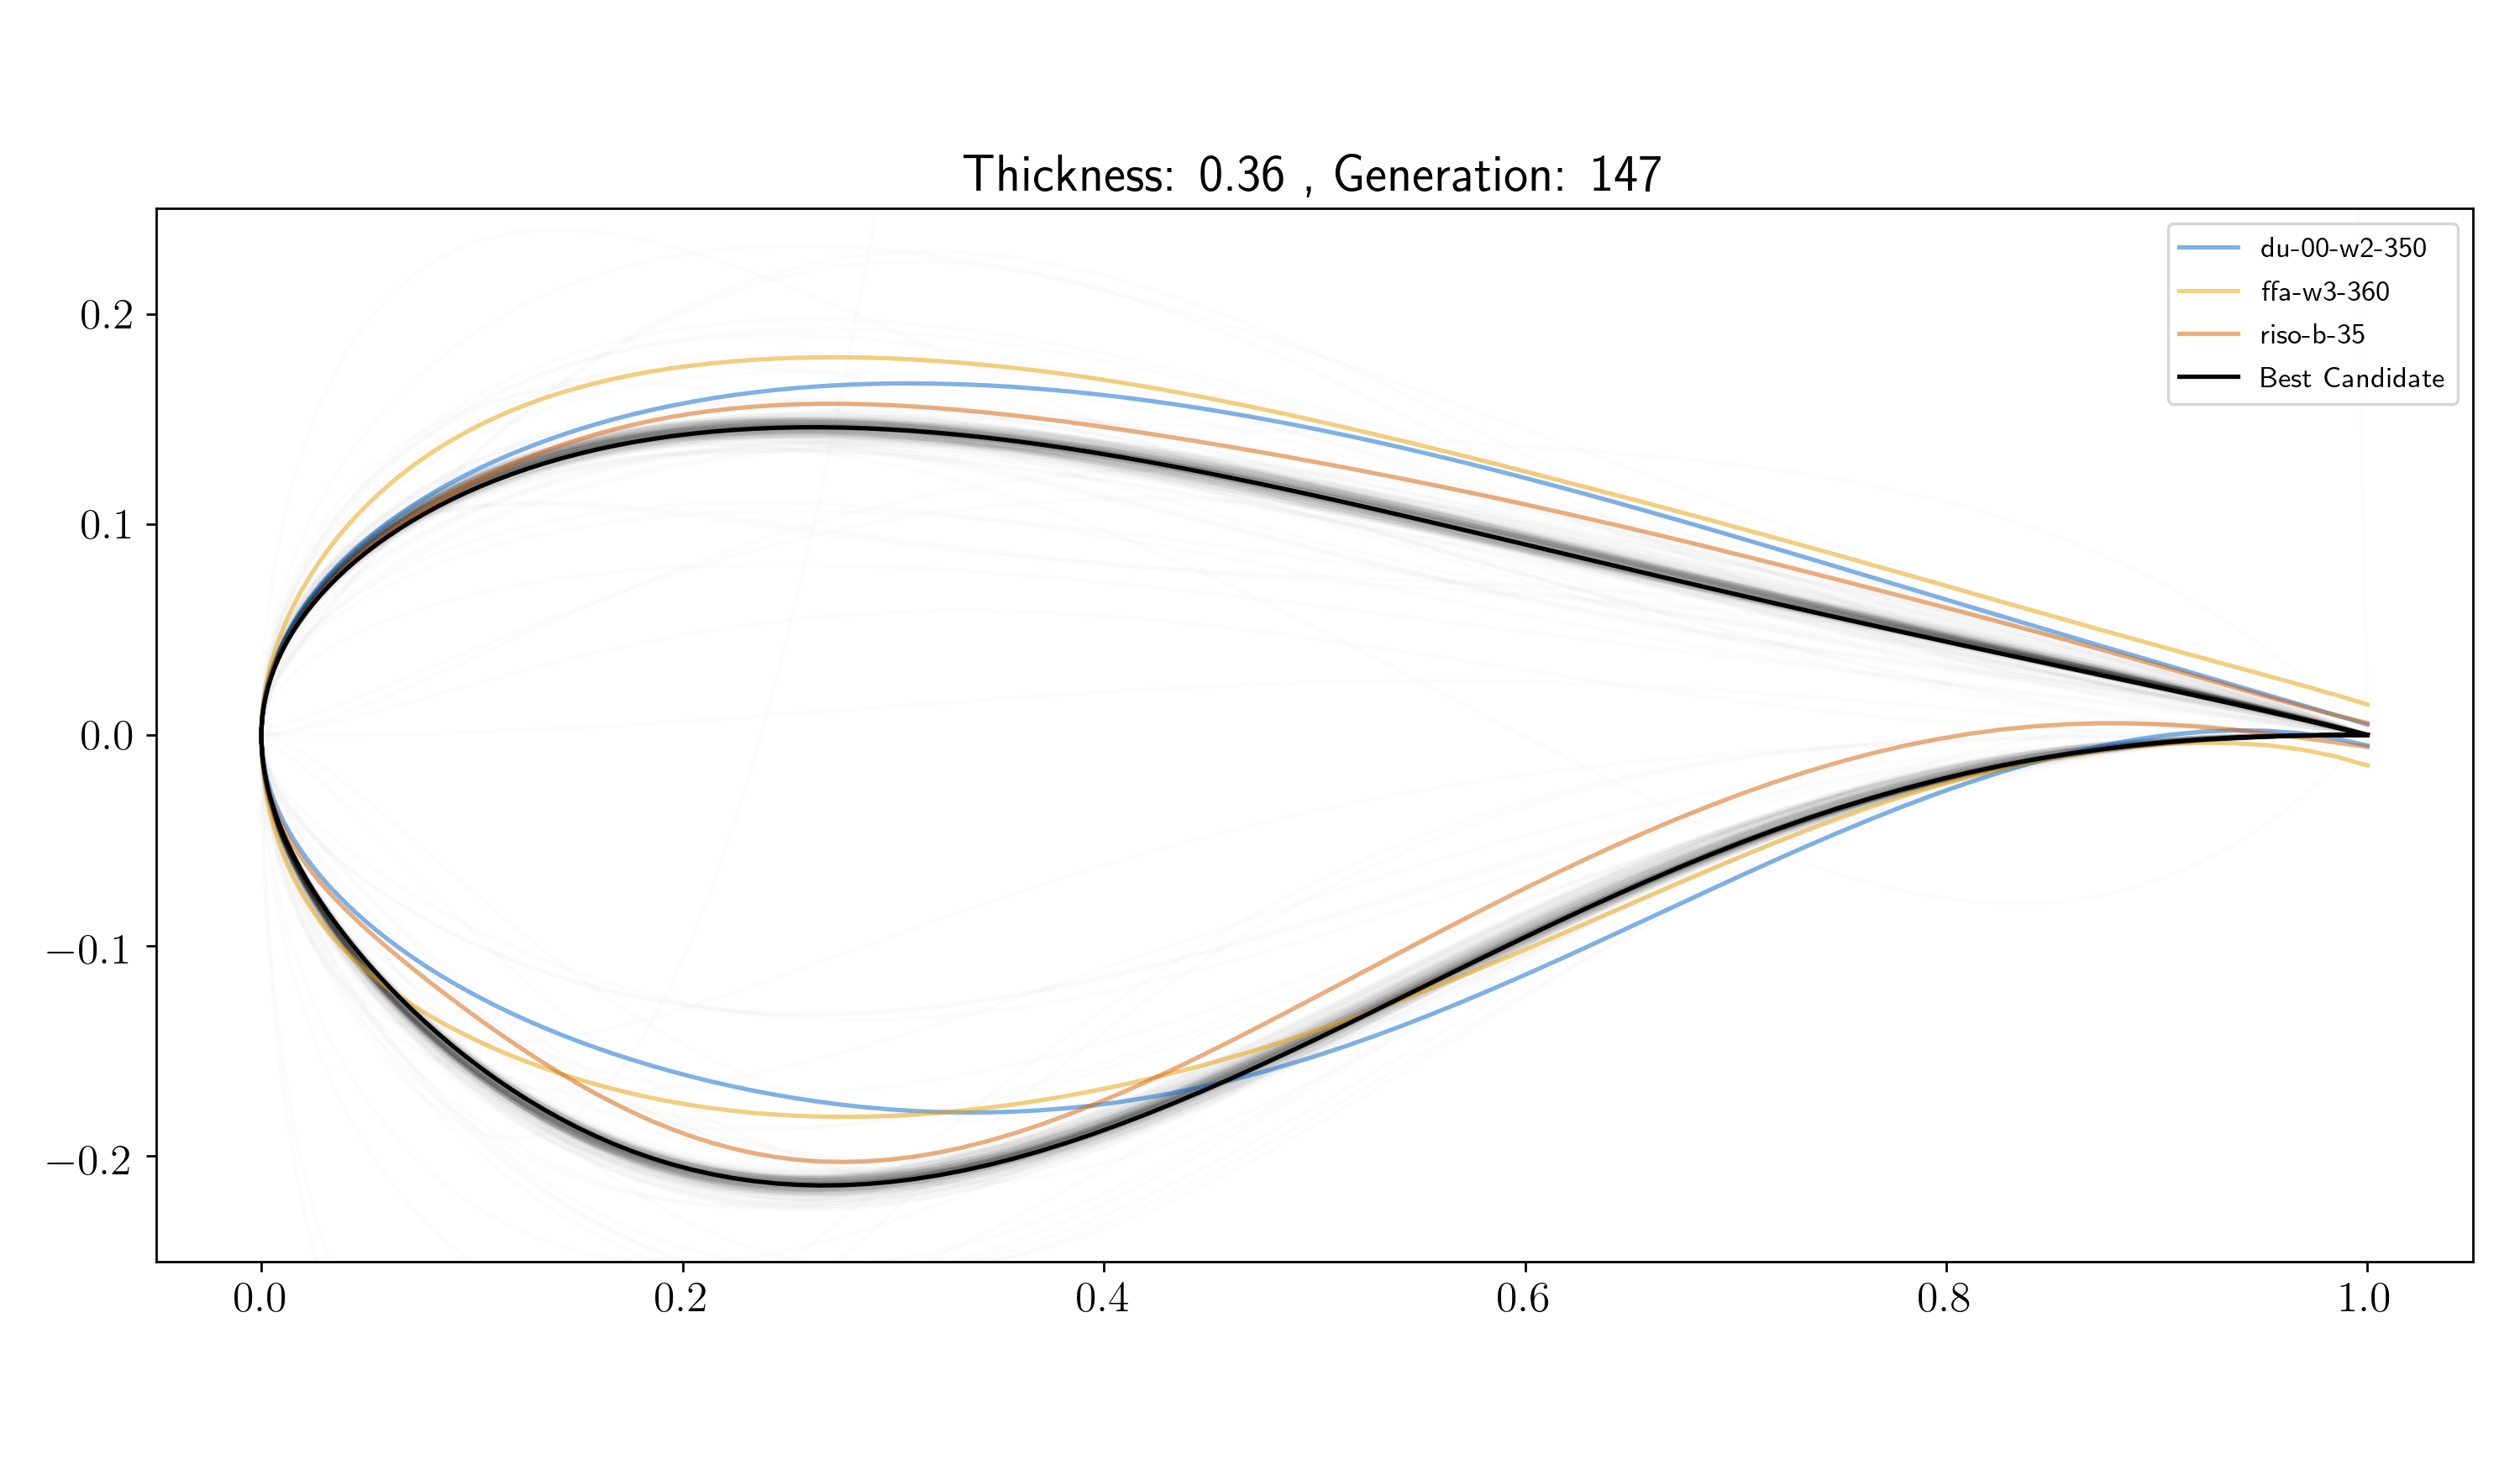 Thickness: 0.36 , Generation: 147
du-00-w2-350
ffa-w3-360
riso-b-35
Best Candidate
0.2
0.1
0.0
−0.1
−0.2
0.0 0.2 0.4 0.6 0.8 1.0